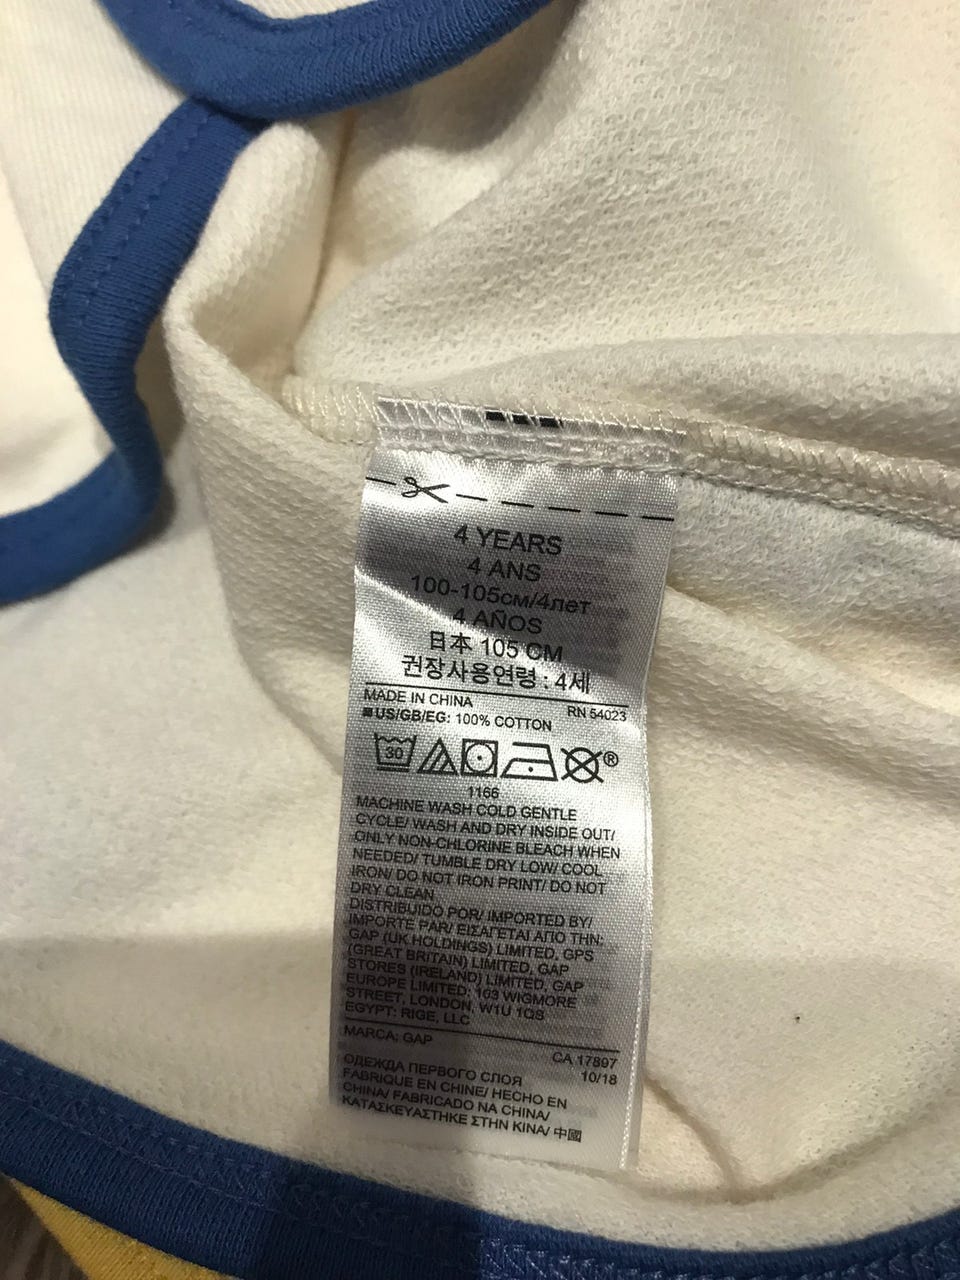 4 YEARS
4 ANS
100-105см/4лет
4 AÑOS
日本 105 CM
권장사용연령 : 4세
MADE IN CHINA
RN 54023
US/GB/EG: 100% COTTON
30
®
1166
MACHINE WASH COLD GENTLE
CYCLE/ WASH AND DRY INSIDE OUT/
ONLY NON-CHLORINE BLEACH WHEN
NEEDED/ TUMBLE DRY LOW/ COOL
IRON/ DO NOT IRON PRINT/ DO NOT
DRY CLEAN
DISTRIBUIDO POR/ IMPORTED BY/
IMPORTE PAR/ ΕΙΣΑΓΕΤΑΙ ΑΠΟ ΤΗΝ:
GAP (UK HOLDINGS) LIMITED, GPS
(GREAT BRITAIN) LIMITED, GAP
STORES (IRELAND) LIMITED, GAP
EUROPE LIMITED, 103 WIGMORE
STREET, LONDON, W1U 1QS
EGYPT: RIGE, LLC
MARCA: GAP
CA 17897
10/18
ОДЕЖДА ПЕРВОГО СЛОЯ
FABRIQUE EN CHINE/ HECHO EN
CHINA/ FABRICADO NA CHINA/
ΚΑΤΑΣΚΕΥΑΣΤΗΚΕ ΣΤΗΝ ΚΙΝΑ/ 中國